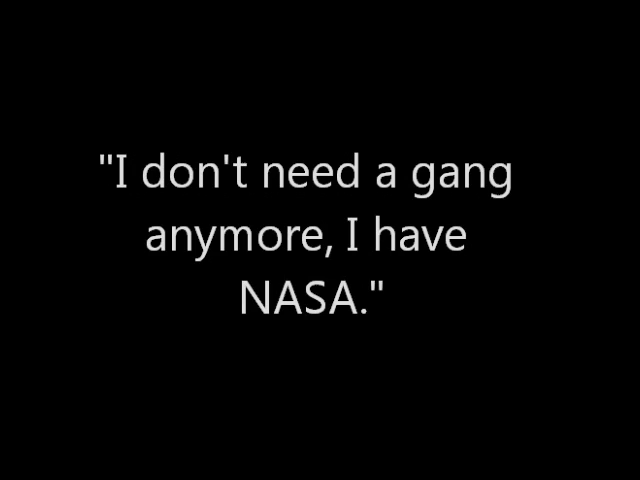 "I don't need a gang
anymore, I have
NASA."